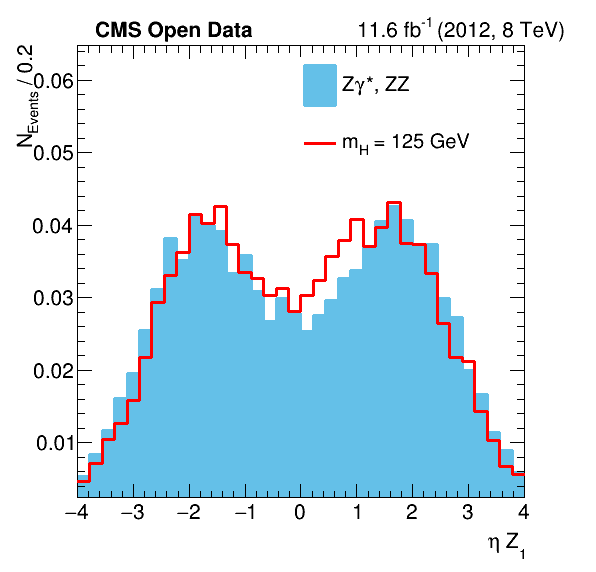 CMS Open Data 11.6 fb⁻¹ (2012, 8 TeV)
N_Events / 0.2
Zγ*, ZZ
m_H = 125 GeV
0.06
0.05
0.04
0.03
0.02
0.01
−4 −3 −2 −1 0 1 2 3 4
η Z₁